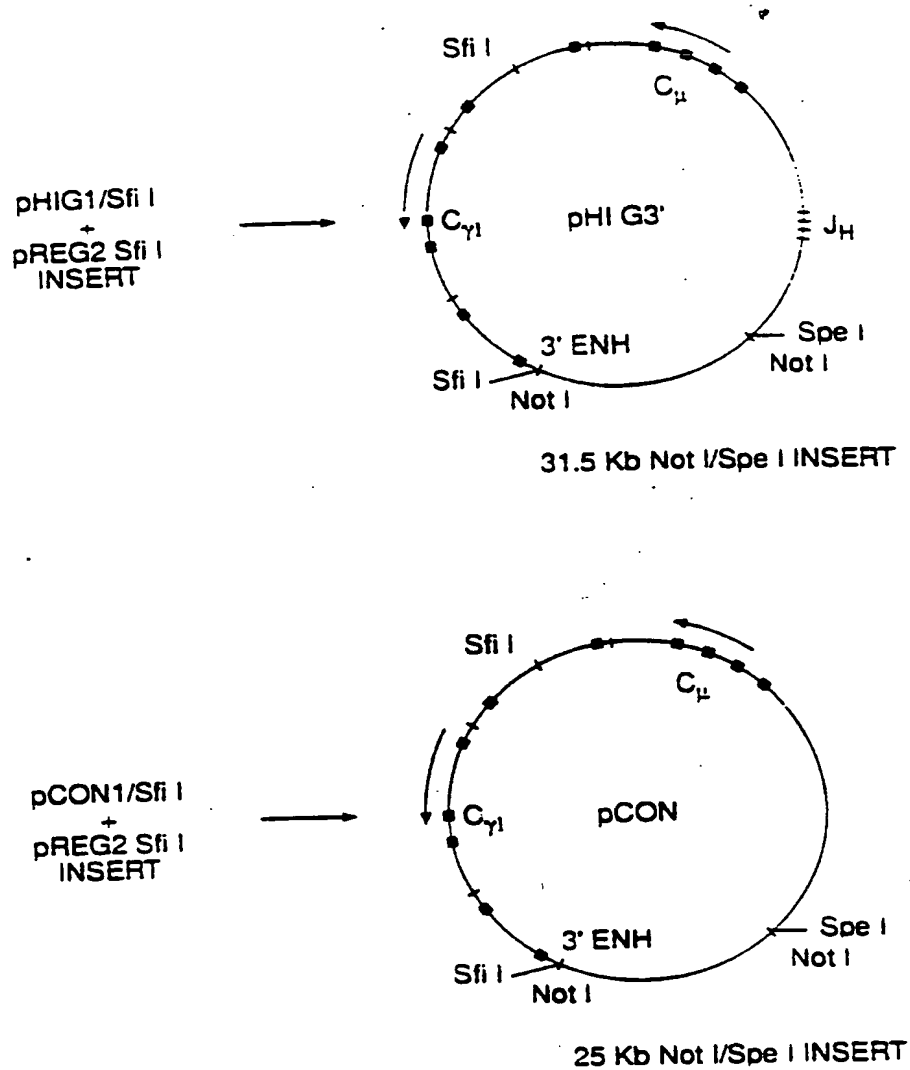 Sfi I
Cμ
pHIG1/Sfi I
+
pREG2 Sfi I
INSERT
Cγ1
pHI G3'
JH
3' ENH
Spe I
Sfi I
Not I
Not I
31.5 Kb Not I/Spe I INSERT
Sfi I
Cμ
pCON1/Sfi I
+
pREG2 Sfi I
INSERT
Cγ1
pCON
3' ENH
Spe I
Sfi I
Not I
Not I
25 Kb Not I/Spe I INSERT